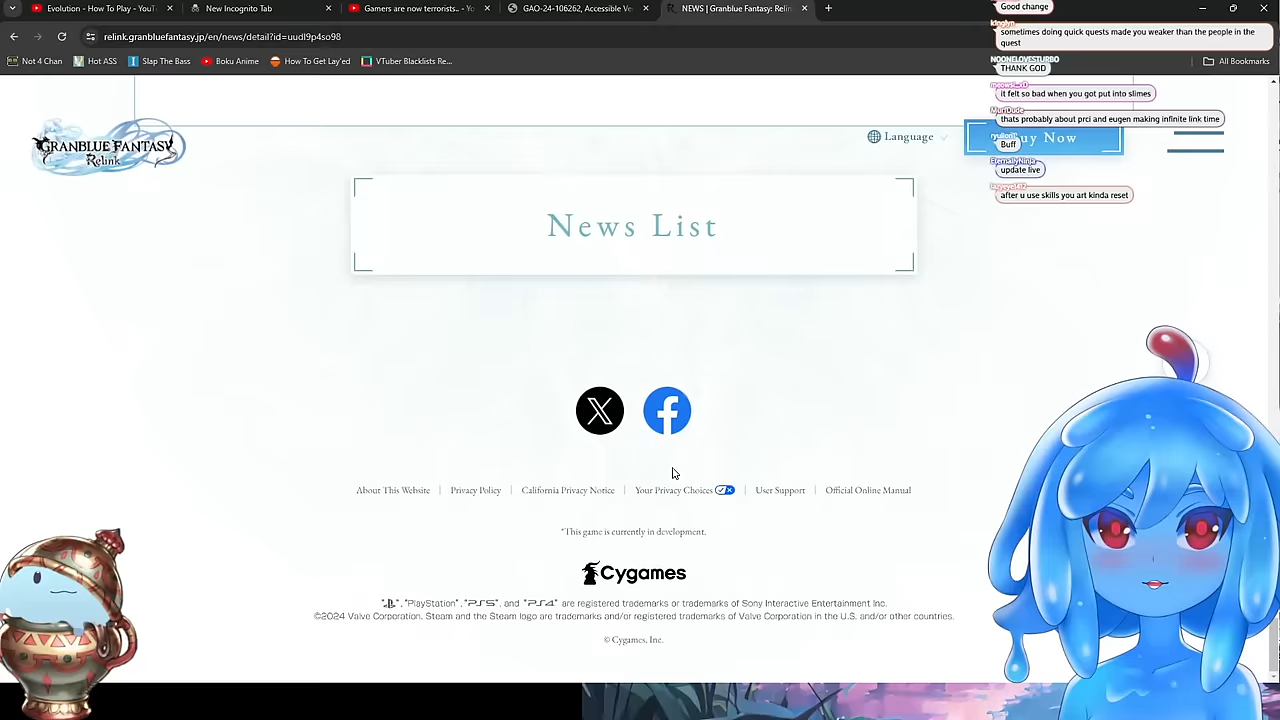 Evolution - How To Play - YouT
New Incognito Tab
Gamers are now terrorists..
GAO-24-106262, Accessible Ve
NEWS | Granblue Fantasy: Relin
relink.granbluefantasy.jp/en/news/detail?id=uqd9p4so98
Not 4 Chan
Hot ASS
Slap The Bass
Boku Anime
How To Get Lay'ed
VTuber Blacklists Re...
All Bookmarks
Good change
sometimes doing quick quests made you weaker than the people in the
quest
NOONELOVESTURBO
THANK GOD
it felt so bad when you got put into slimes
MuffDude
thats probably about prci and eugen making infinite link time
Buff
EternallyNinja
update live
after u use skills you art kinda reset
GRANBLUE FANTASY
Relink
Language
uy Now
News List
About This Website | Privacy Policy | California Privacy Notice | Your Privacy Choices | User Support | Official Online Manual
*This game is currently in development.
Cygames
"PlayStation", "PS5", and "PS4" are registered trademarks or trademarks of Sony Interactive Entertainment Inc.
©2024 Valve Corporation. Steam and the Steam logo are trademarks and/or registered trademarks of Valve Corporation in the U.S. and/or other countries.
© Cygames, Inc.